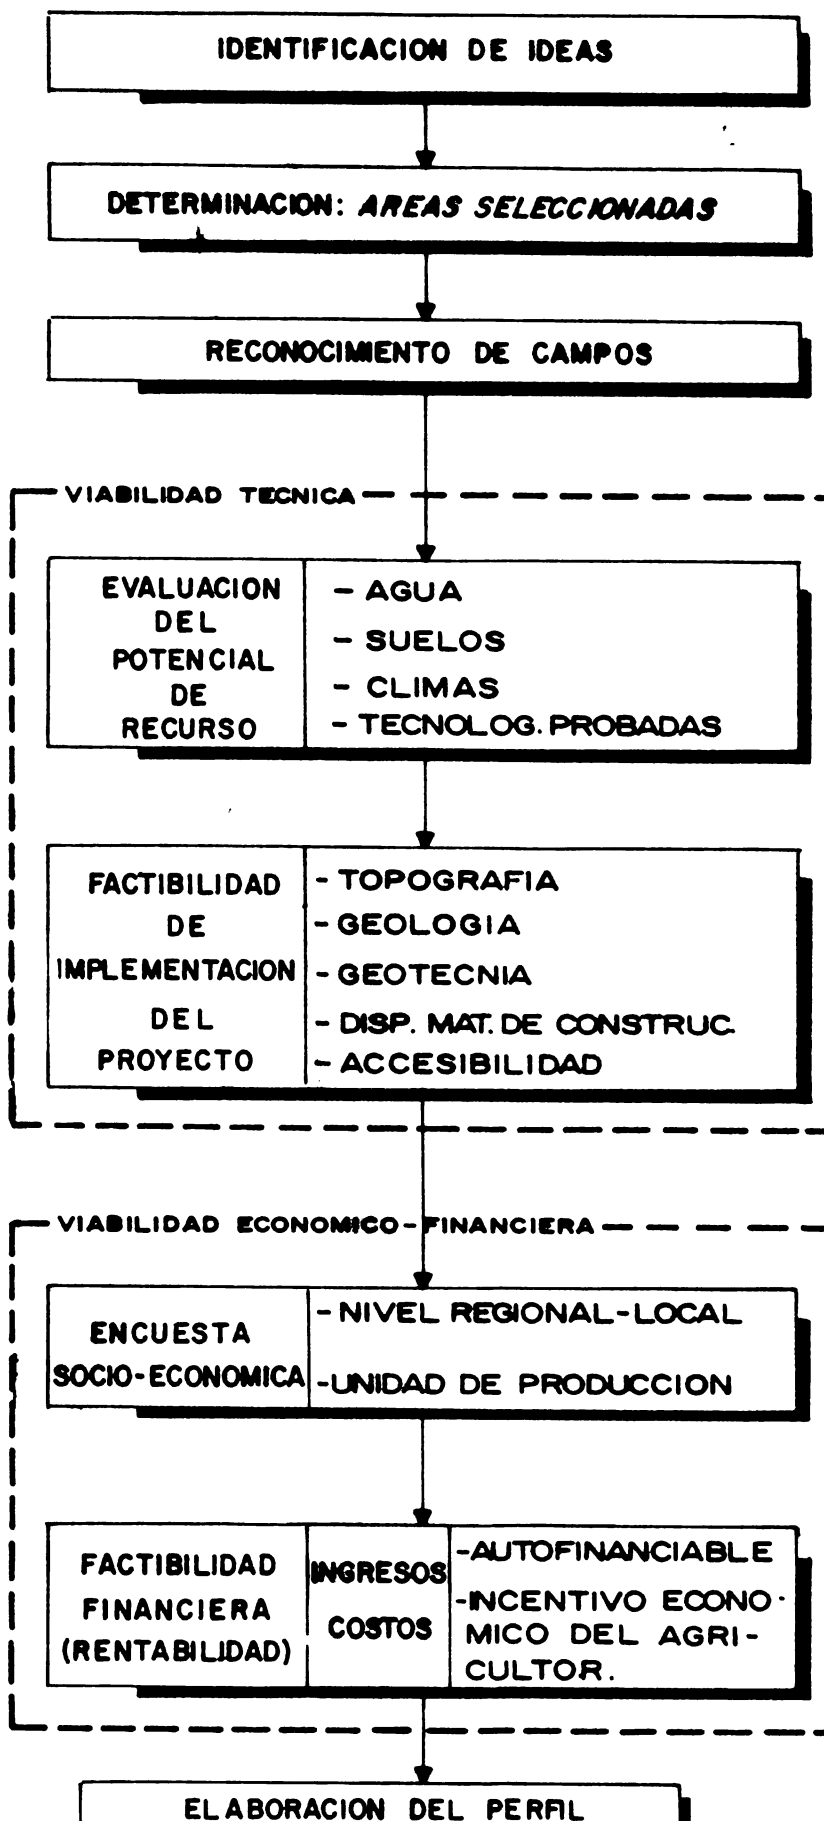 IDENTIFICACION DE IDEAS
DETERMINACION: AREAS SELECCIONADAS
RECONOCIMIENTO DE CAMPOS
VIABILIDAD TECNICA
EVALUACION
DEL
POTENCIAL
DE
RECURSO
- AGUA
- SUELOS
- CLIMAS
- TECNOLOG. PROBADAS
FACTIBILIDAD
DE
IMPLEMENTACION
DEL
PROYECTO
- TOPOGRAFIA
- GEOLOGIA
- GEOTECNIA
- DISP. MAT. DE CONSTRUC.
- ACCESIBILIDAD
VIABILIDAD ECONOMICO-FINANCIERA
ENCUESTA
SOCIO-ECONOMICA
- NIVEL REGIONAL-LOCAL
-UNIDAD DE PRODUCCION
FACTIBILIDAD
FINANCIERA
(RENTABILIDAD)
INGRESOS
COSTOS
-AUTOFINANCIABLE
-INCENTIVO ECONO-
MICO DEL AGRI-
CULTOR.
ELABORACION DEL PERFIL